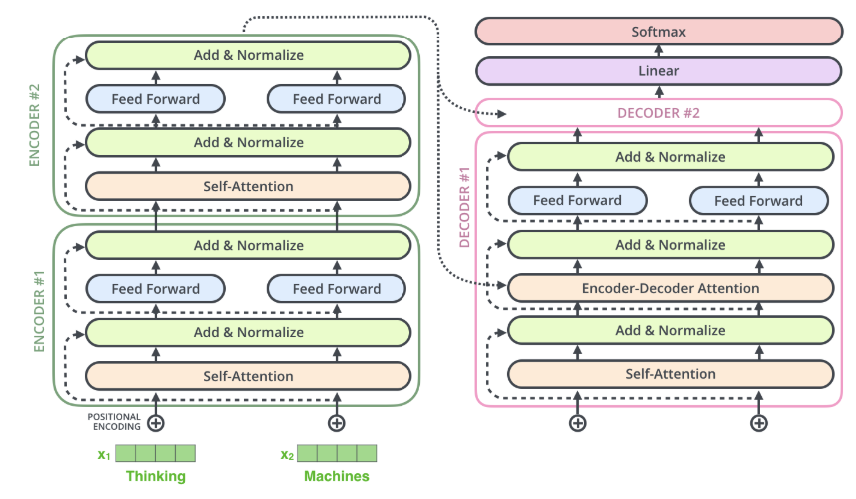 ENCODER #2
Add & Normalize
Feed Forward
Feed Forward
Add & Normalize
Self-Attention
ENCODER #1
Add & Normalize
Feed Forward
Feed Forward
Add & Normalize
Self-Attention
POSITIONAL
ENCODING
x1
x2
Thinking
Machines
Softmax
Linear
DECODER #2
DECODER #1
Add & Normalize
Feed Forward
Feed Forward
Add & Normalize
Encoder-Decoder Attention
Add & Normalize
Self-Attention